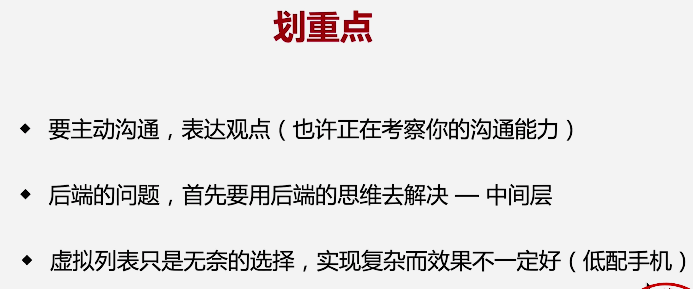 划重点
要主动沟通，表达观点（也许正在考察你的沟通能力）
后端的问题，首先要用后端的思维去解决 — 中间层
虚拟列表只是无奈的选择，实现复杂而效果不一定好（低配手机）